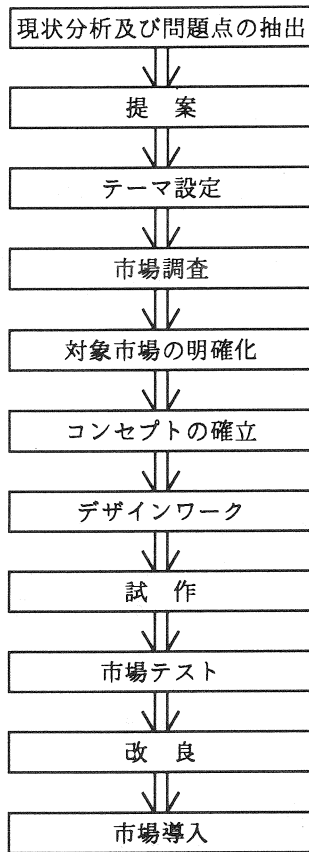 現状分析及び問題点の抽出
提 案
テーマ設定
市場調査
対象市場の明確化
コンセプトの確立
デザインワーク
試 作
市場テスト
改 良
市場導入